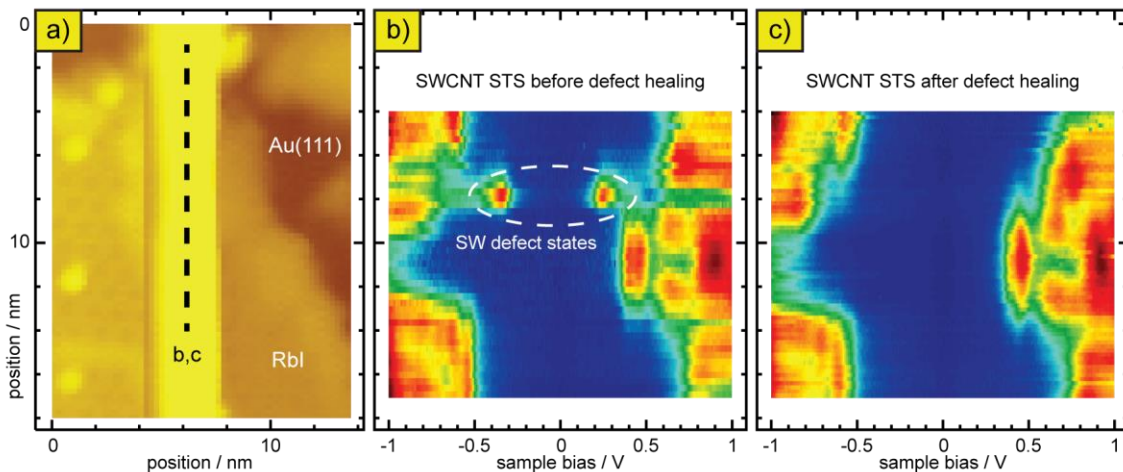 a)
b)
c)
0
10
position / nm
Au(111)
RbI
b,c
0
10
position / nm
SWCNT STS before defect healing
SW defect states
-1
-0.5
0
0.5
1
sample bias / V
SWCNT STS after defect healing
-1
-0.5
0
0.5
1
sample bias / V